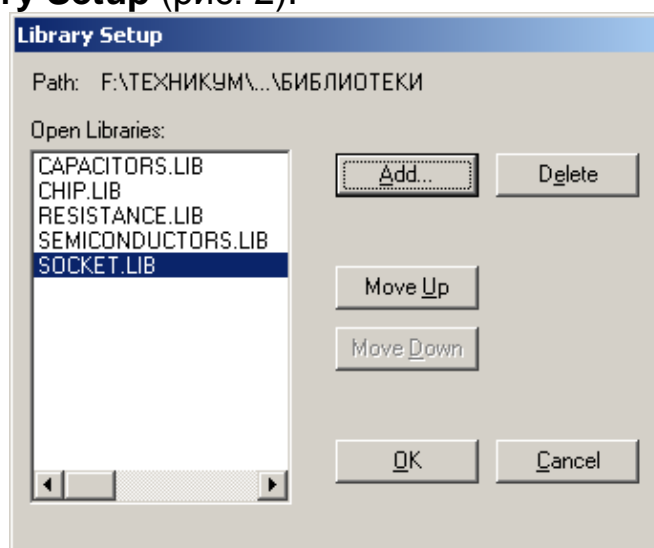 ry Setup (рис. 2).
Library Setup
Path: F:\ТЕХНИКУМ\...\БИБЛИОТЕКИ
Open Libraries:
CAPACITORS.LIB
CHIP.LIB
RESISTANCE.LIB
SEMICONDUCTORS.LIB
SOCKET.LIB
Add...
Delete
Move Up
Move Down
OK
Cancel